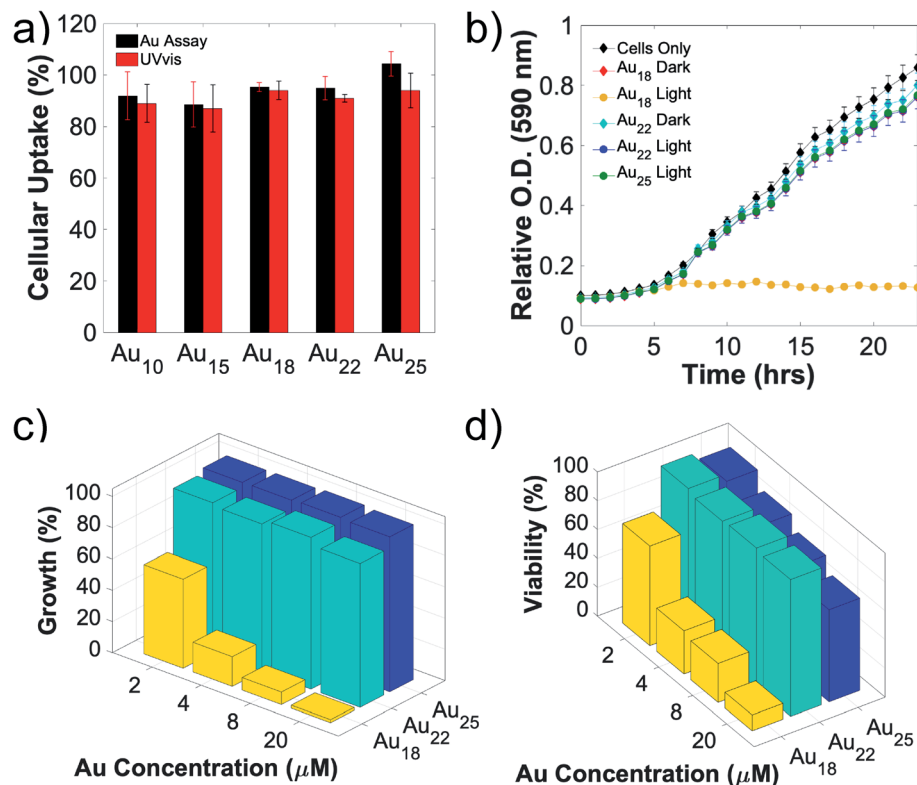 a)
Cellular Uptake (%)
120
100
80
60
40
20
0
Au Assay
UVvis
Au10
Au15
Au18
Au22
Au25
b)
Relative O.D. (590 nm)
1
0.8
0.6
0.4
0.2
0
Cells Only
Au18 Dark
Au18 Light
Au22 Dark
Au22 Light
Au25 Light
0
5
10
15
20
Time (hrs)
c)
Growth (%)
100
80
60
40
20
0
2
4
8
20
Au18
Au22
Au25
Au Concentration (μM)
d)
Viability (%)
100
80
60
40
20
0
2
4
8
20
Au18
Au22
Au25
Au Concentration (μM)